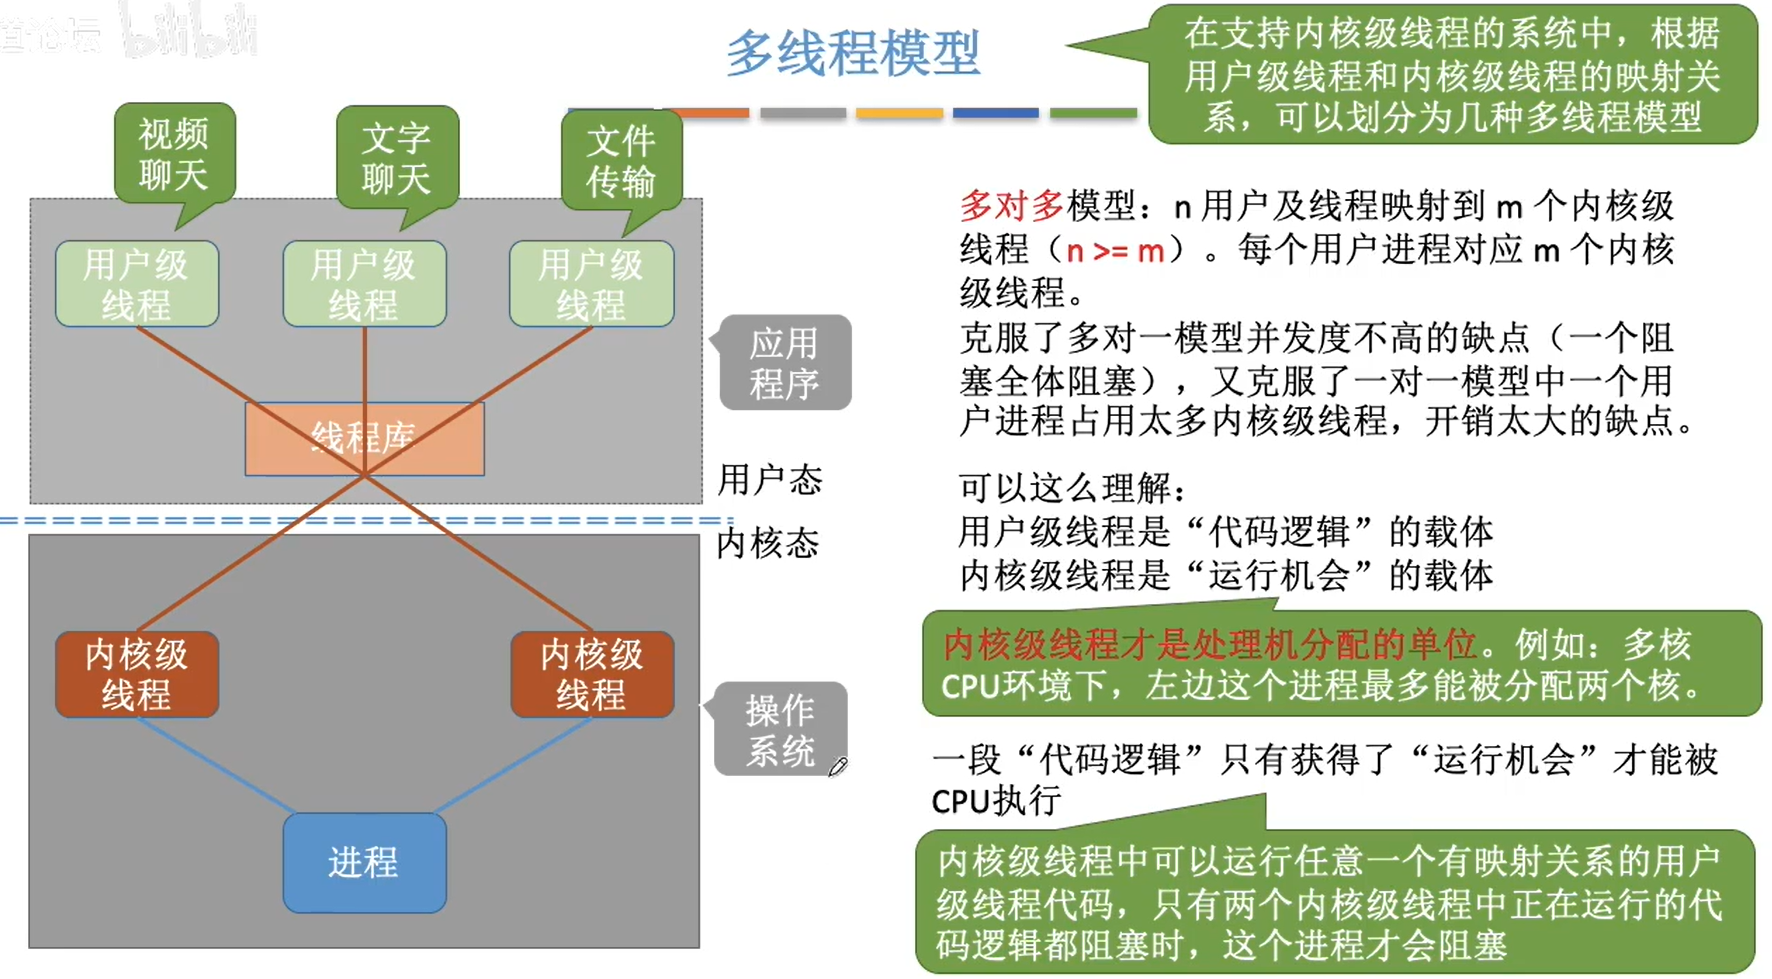 道论坛 bilibili
多线程模型
在支持内核级线程的系统中，根据
用户级线程和内核级线程的映射关
系，可以划分为几种多线程模型
视频
聊天
文字
聊天
文件
传输
用户级
线程
用户级
线程
用户级
线程
线程库
应用
程序
用户态
内核态
内核级
线程
内核级
线程
操作
系统
进程
多对多模型：n 用户及线程映射到 m 个内核级
线程（n >= m）。每个用户进程对应 m 个内核
级线程。
克服了多对一模型并发度不高的缺点（一个阻
塞全体阻塞），又克服了一对一模型中一个用
户进程占用太多内核级线程，开销太大的缺点。
可以这么理解：
用户级线程是“代码逻辑”的载体
内核级线程是“运行机会”的载体
内核级线程才是处理机分配的单位。例如：多核
CPU环境下，左边这个进程最多能被分配两个核。
一段“代码逻辑”只有获得了“运行机会”才能被
CPU执行
内核级线程中可以运行任意一个有映射关系的用户
级线程代码，只有两个内核级线程中正在运行的代
码逻辑都阻塞时，这个进程才会阻塞